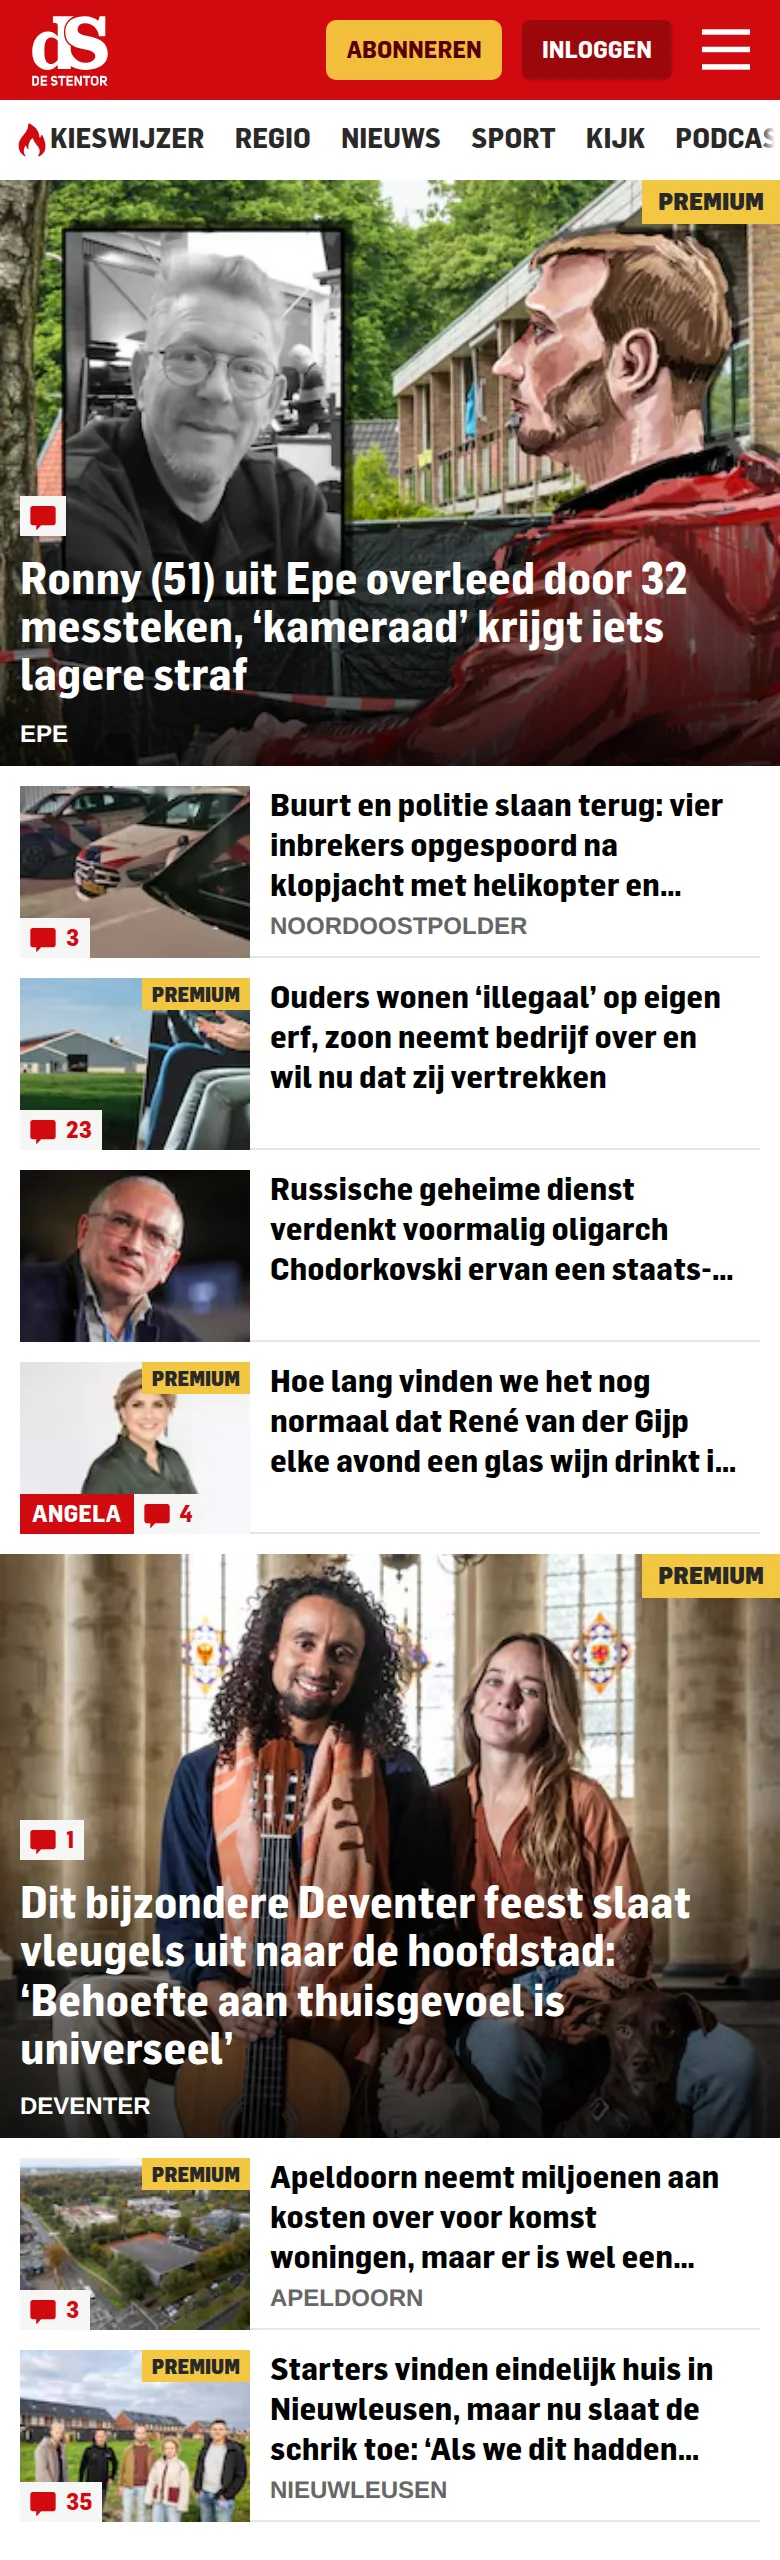 dS
DE STENTOR
ABONNEREN
INLOGGEN
KIESWIJZER REGIO NIEUWS SPORT KIJK PODCAS
PREMIUM
Ronny (51) uit Epe overleed door 32
messteken, ‘kameraad’ krijgt iets
lagere straf
EPE
Buurt en politie slaan terug: vier
inbrekers opgespoord na
klopjacht met helikopter en...
NOORDOOSTPOLDER
3
PREMIUM
Ouders wonen ‘illegaal’ op eigen
erf, zoon neemt bedrijf over en
wil nu dat zij vertrekken
23
Russische geheime dienst
verdenkt voormalig oligarch
Chodorkovski ervan een staats-...
PREMIUM
Hoe lang vinden we het nog
normaal dat René van der Gijp
elke avond een glas wijn drinkt i...
ANGELA
4
PREMIUM
1
Dit bijzondere Deventer feest slaat
vleugels uit naar de hoofdstad:
‘Behoefte aan thuisgevoel is
universeel’
DEVENTER
PREMIUM
Apeldoorn neemt miljoenen aan
kosten over voor komst
woningen, maar er is wel een...
APELDOORN
3
PREMIUM
Starters vinden eindelijk huis in
Nieuwleusen, maar nu slaat de
schrik toe: ‘Als we dit hadden...
NIEUWLEUSEN
35